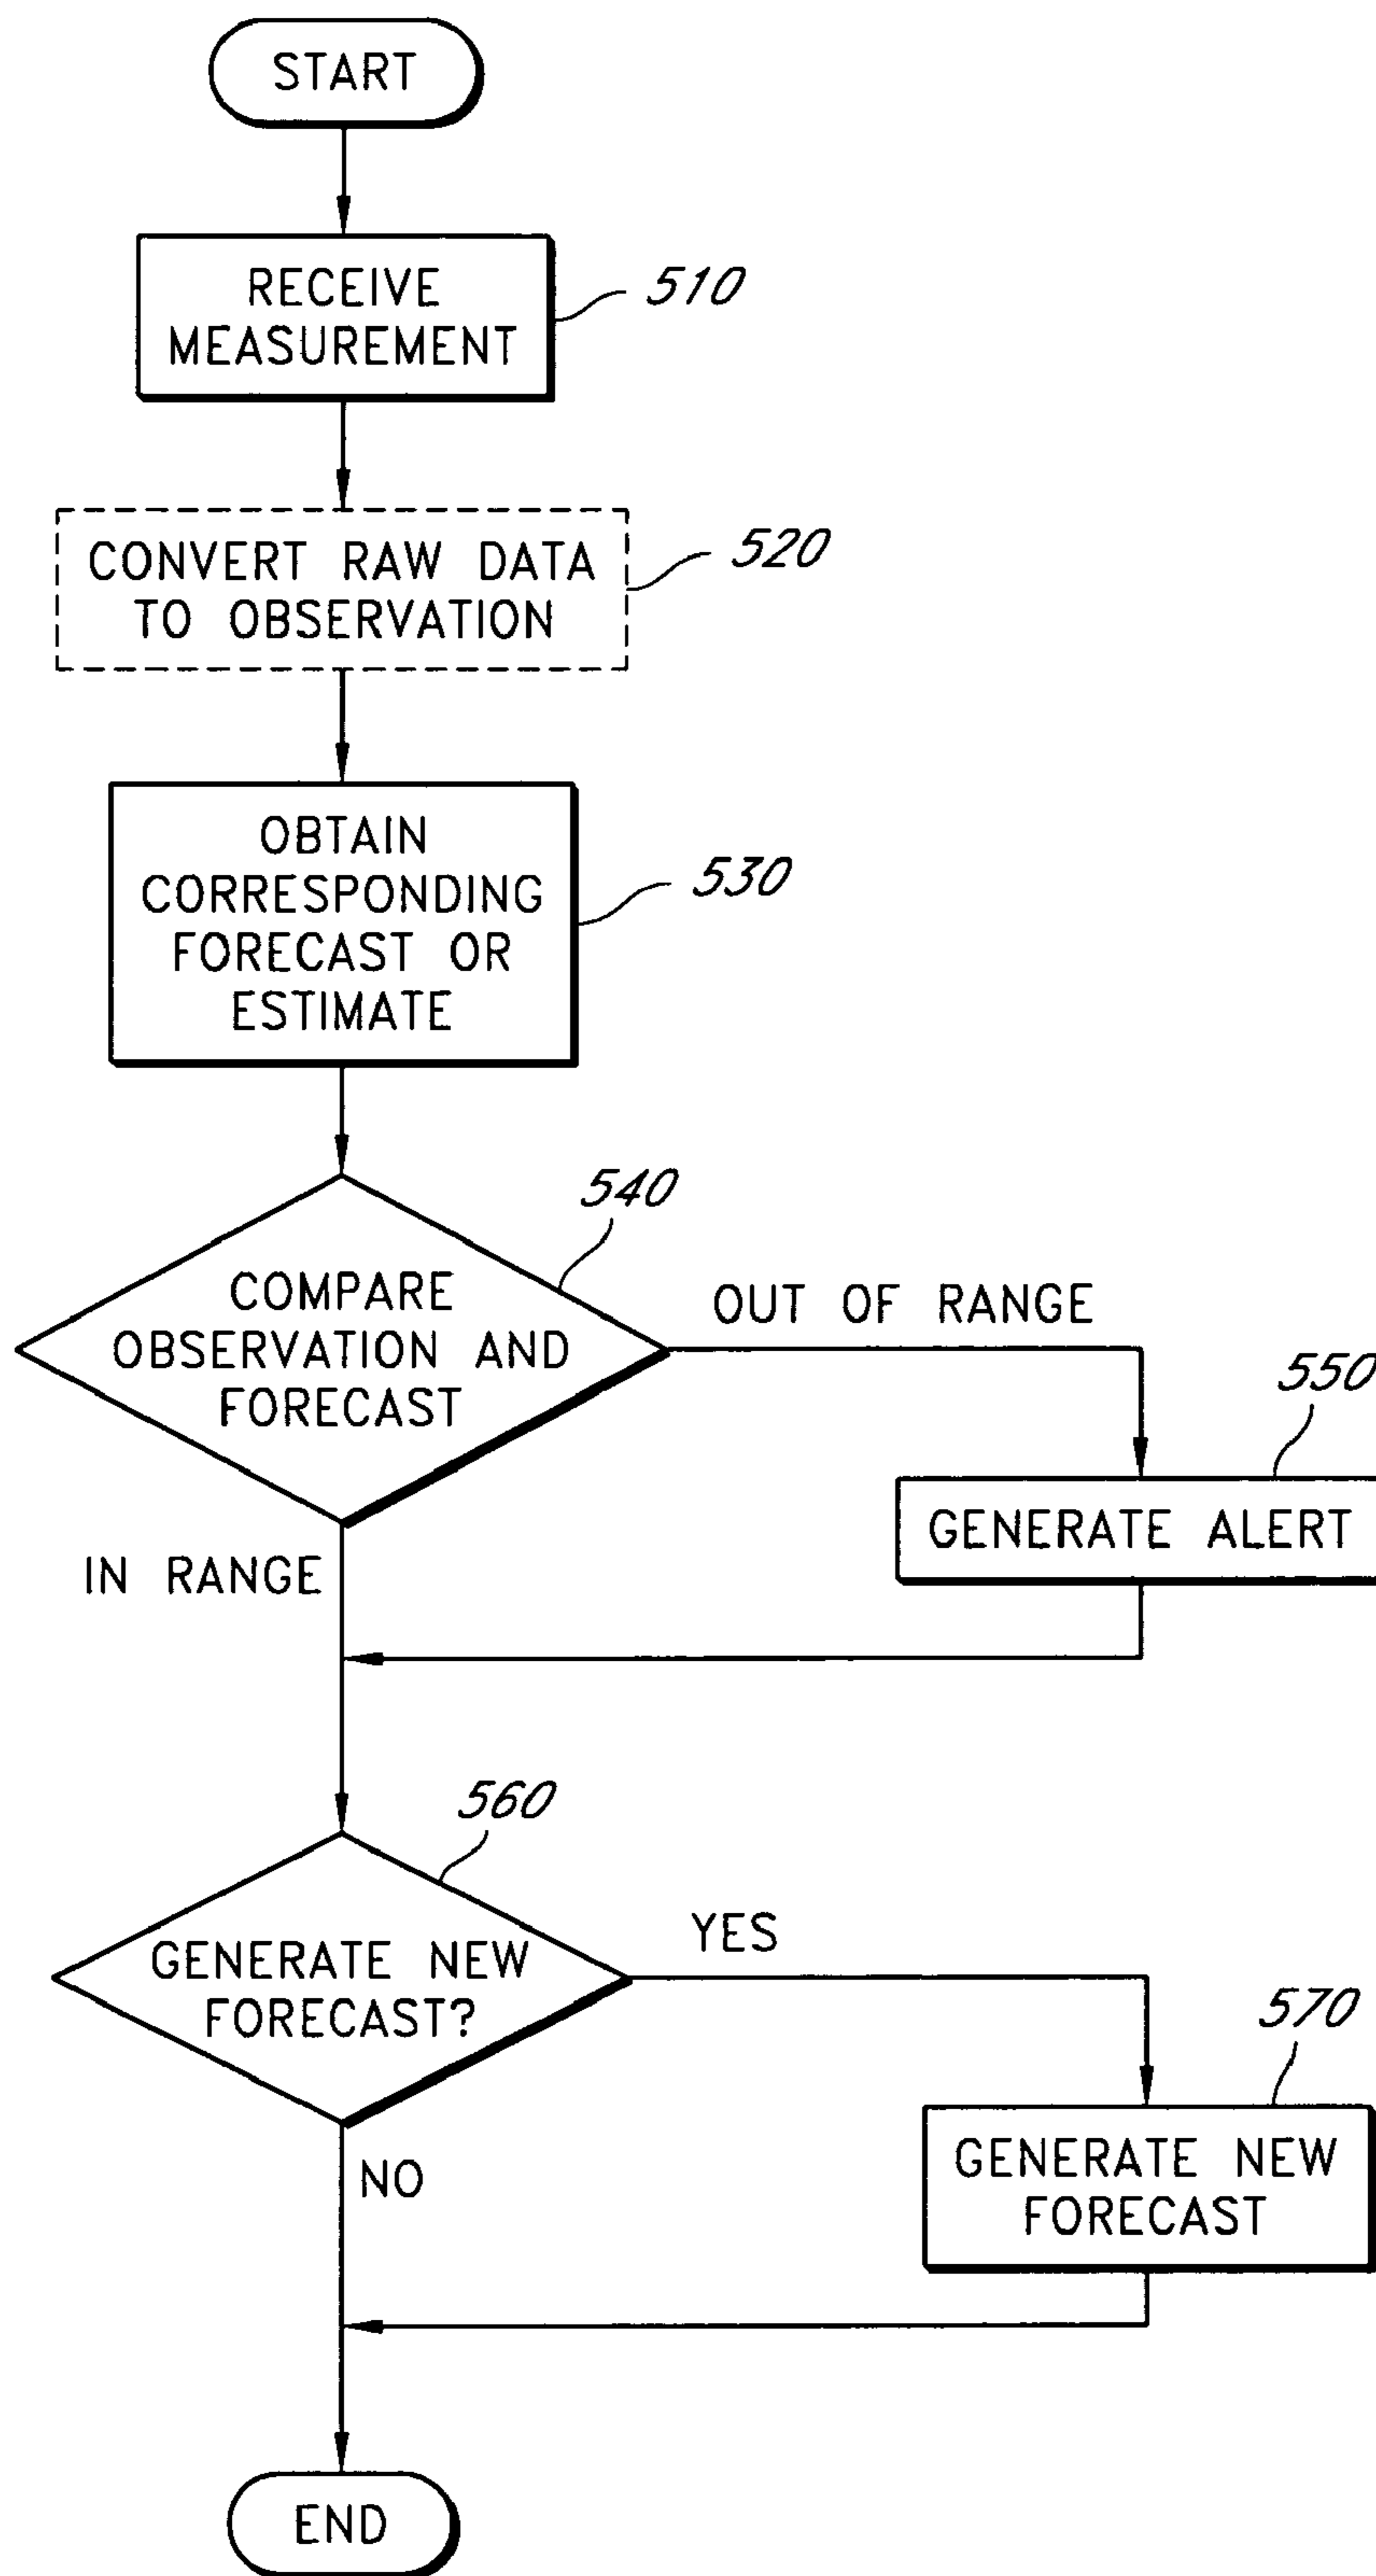 START
RECEIVE
MEASUREMENT
510
CONVERT RAW DATA
TO OBSERVATION
520
OBTAIN
CORRESPONDING
FORECAST OR
ESTIMATE
530
540
COMPARE
OBSERVATION AND
FORECAST
OUT OF RANGE
550
GENERATE ALERT
IN RANGE
560
GENERATE NEW
FORECAST?
YES
570
GENERATE NEW
FORECAST
NO
END